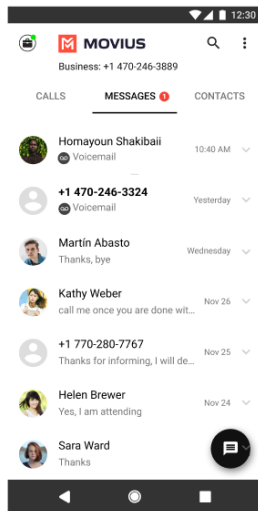 12:30
MOVIUS
Business: +1 470-246-3889
CALLS MESSAGES 1 CONTACTS
Homayoun Shakibaii
Voicemail 10:40 AM
+1 470-246-3324
Voicemail Yesterday
Martín Abasto
Thanks, bye Wednesday
Kathy Weber
call me once you are done wit... Nov 26
+1 770-280-7767
Thanks for informing, I will de... Nov 25
Helen Brewer
Yes, I am attending Nov 24
Sara Ward
Thanks